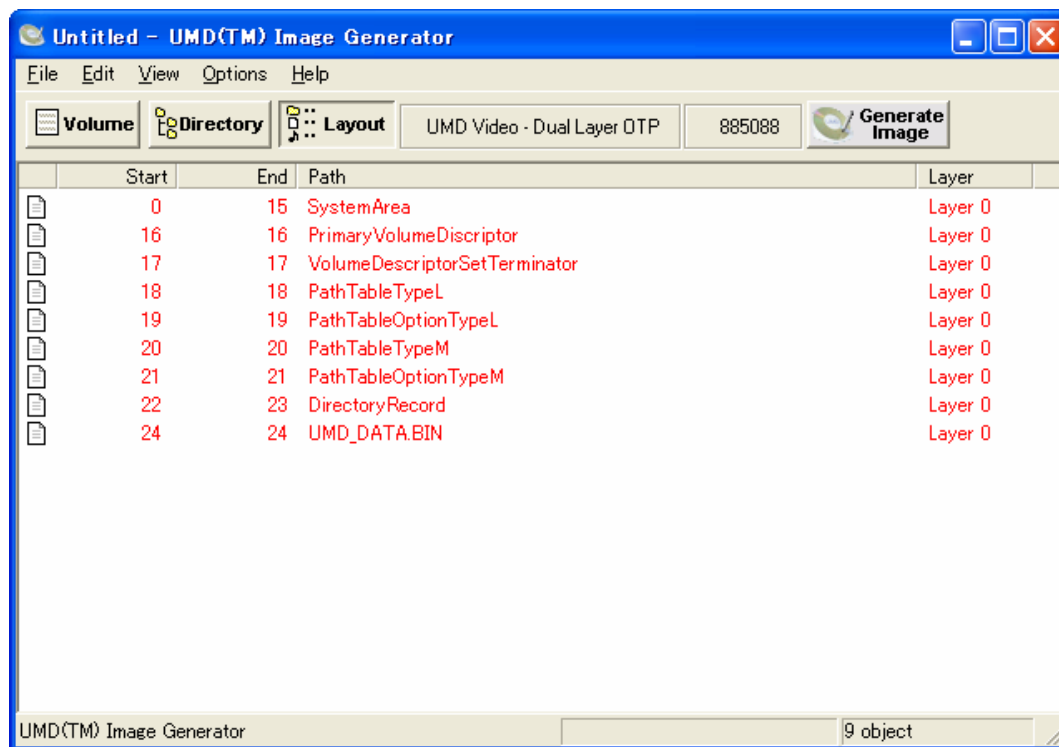 Untitled - UMD(TM) Image Generator
File Edit View Options Help
Volume Directory Layout UMD Video - Dual Layer OTP 885088 Generate Image
Start End Path Layer
0 15 SystemArea Layer 0
16 16 PrimaryVolumeDiscriptor Layer 0
17 17 VolumeDescriptorSetTerminator Layer 0
18 18 PathTableTypeL Layer 0
19 19 PathTableOptionTypeL Layer 0
20 20 PathTableTypeM Layer 0
21 21 PathTableOptionTypeM Layer 0
22 23 DirectoryRecord Layer 0
24 24 UMD_DATA.BIN Layer 0
UMD(TM) Image Generator 9 object